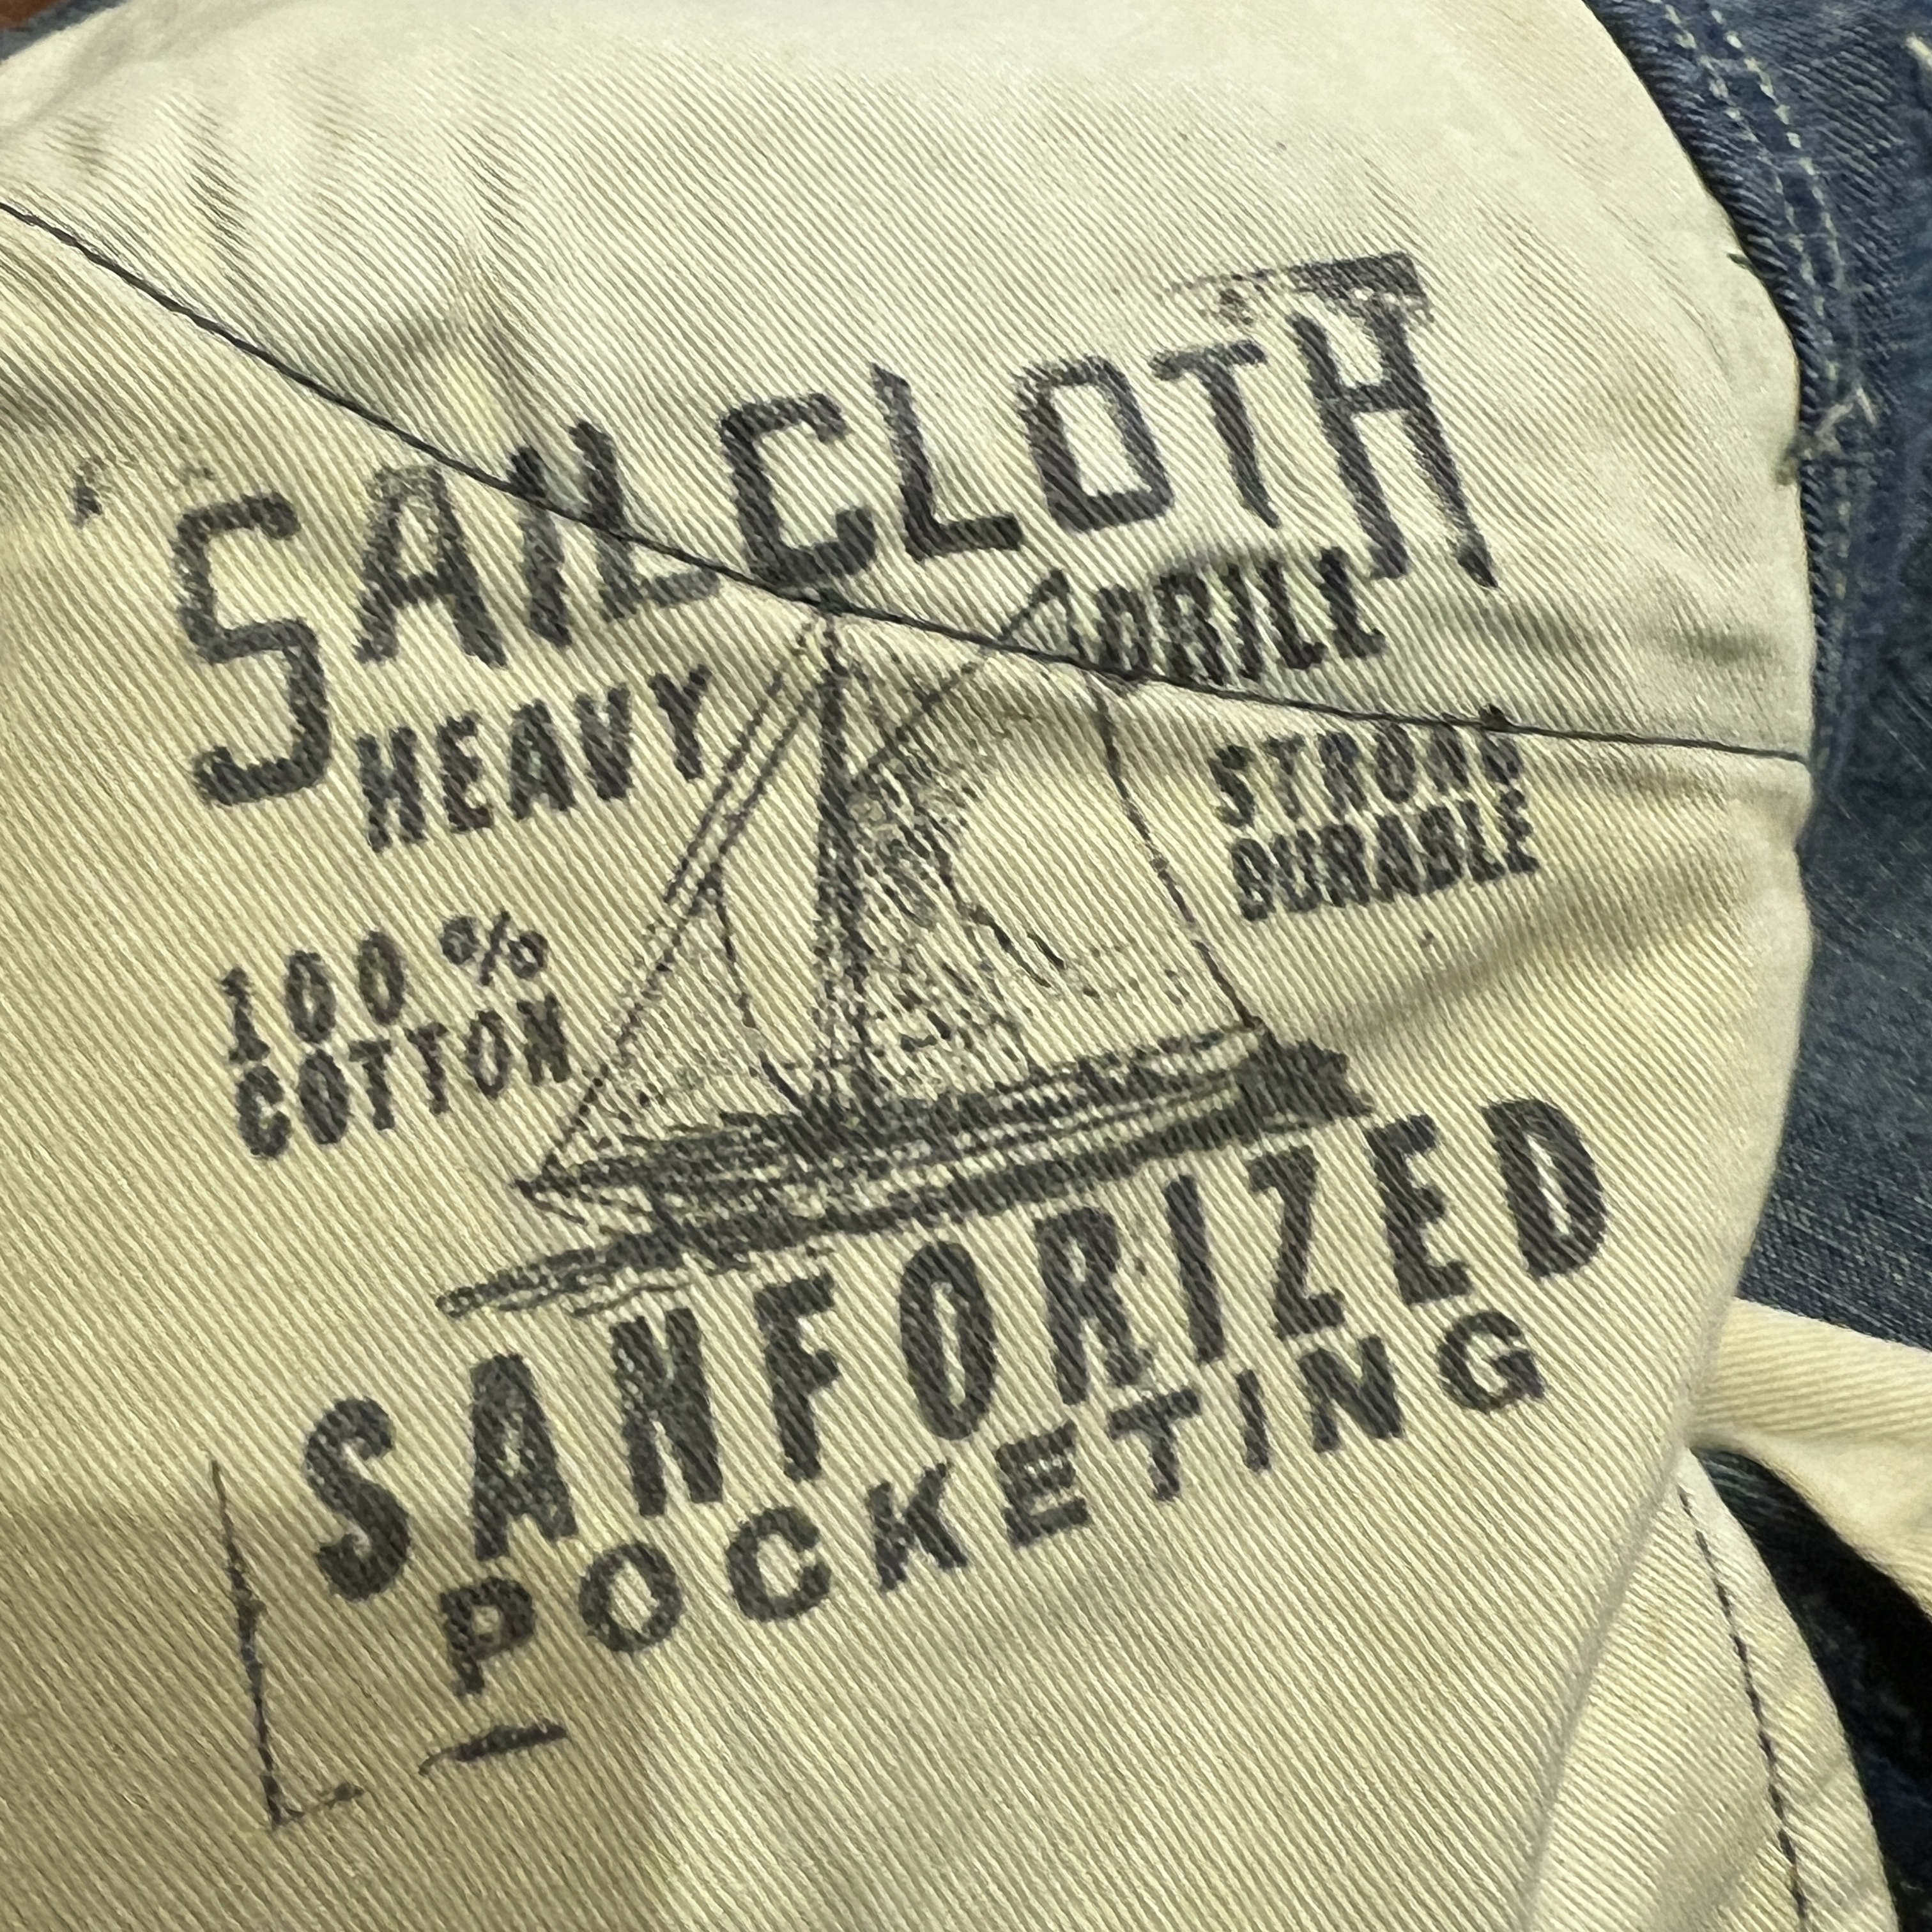 SAILCLOTH
HEAVY DRILL
STRONG
DURABLE
100%
COTTON
SANFORIZED
POCKETING